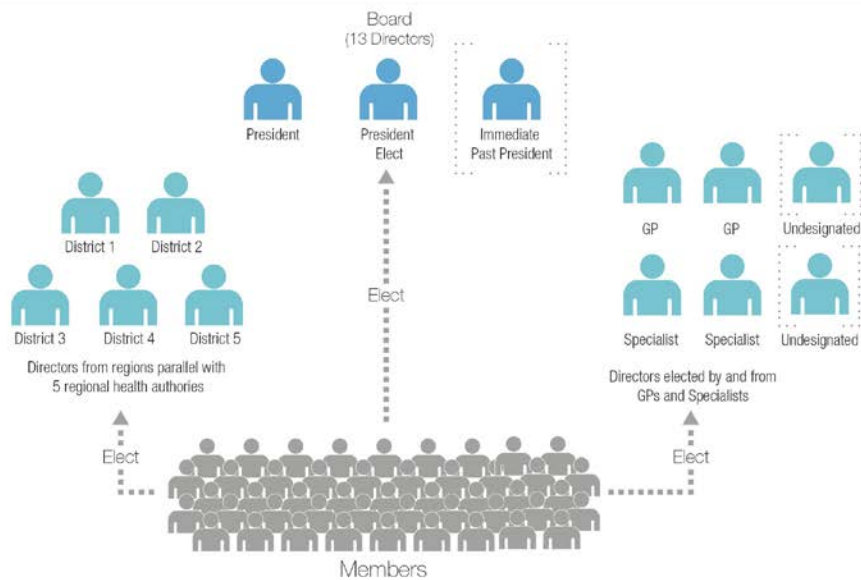 Board
(13 Directors)
President
President
Elect
Immediate
Past President
District 1
District 2
District 3
District 4
District 5
Directors from regions parallel with
5 regional health authories
Elect
Elect
GP
GP
Undesignated
Specialist
Specialist
Undesignated
Directors elected by and from
GPs and Specialists
Elect
Members